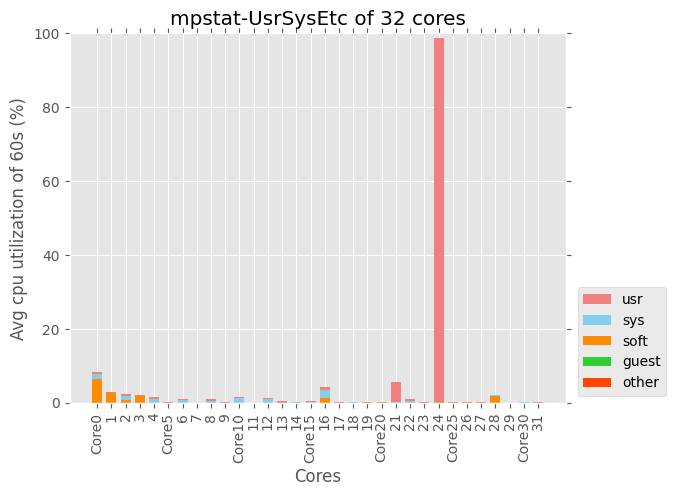 mpstat-UsrSysEtc of 32 cores
Avg cpu utilization of 60s (%)
100
80
60
40
20
0
Core0
1
2
3
4
Core5
6
7
8
9
Core10
11
12
13
14
Core15
16
17
18
19
Core20
21
22
23
24
Core25
26
27
28
29
Core30
31
Cores
usr
sys
soft
guest
other